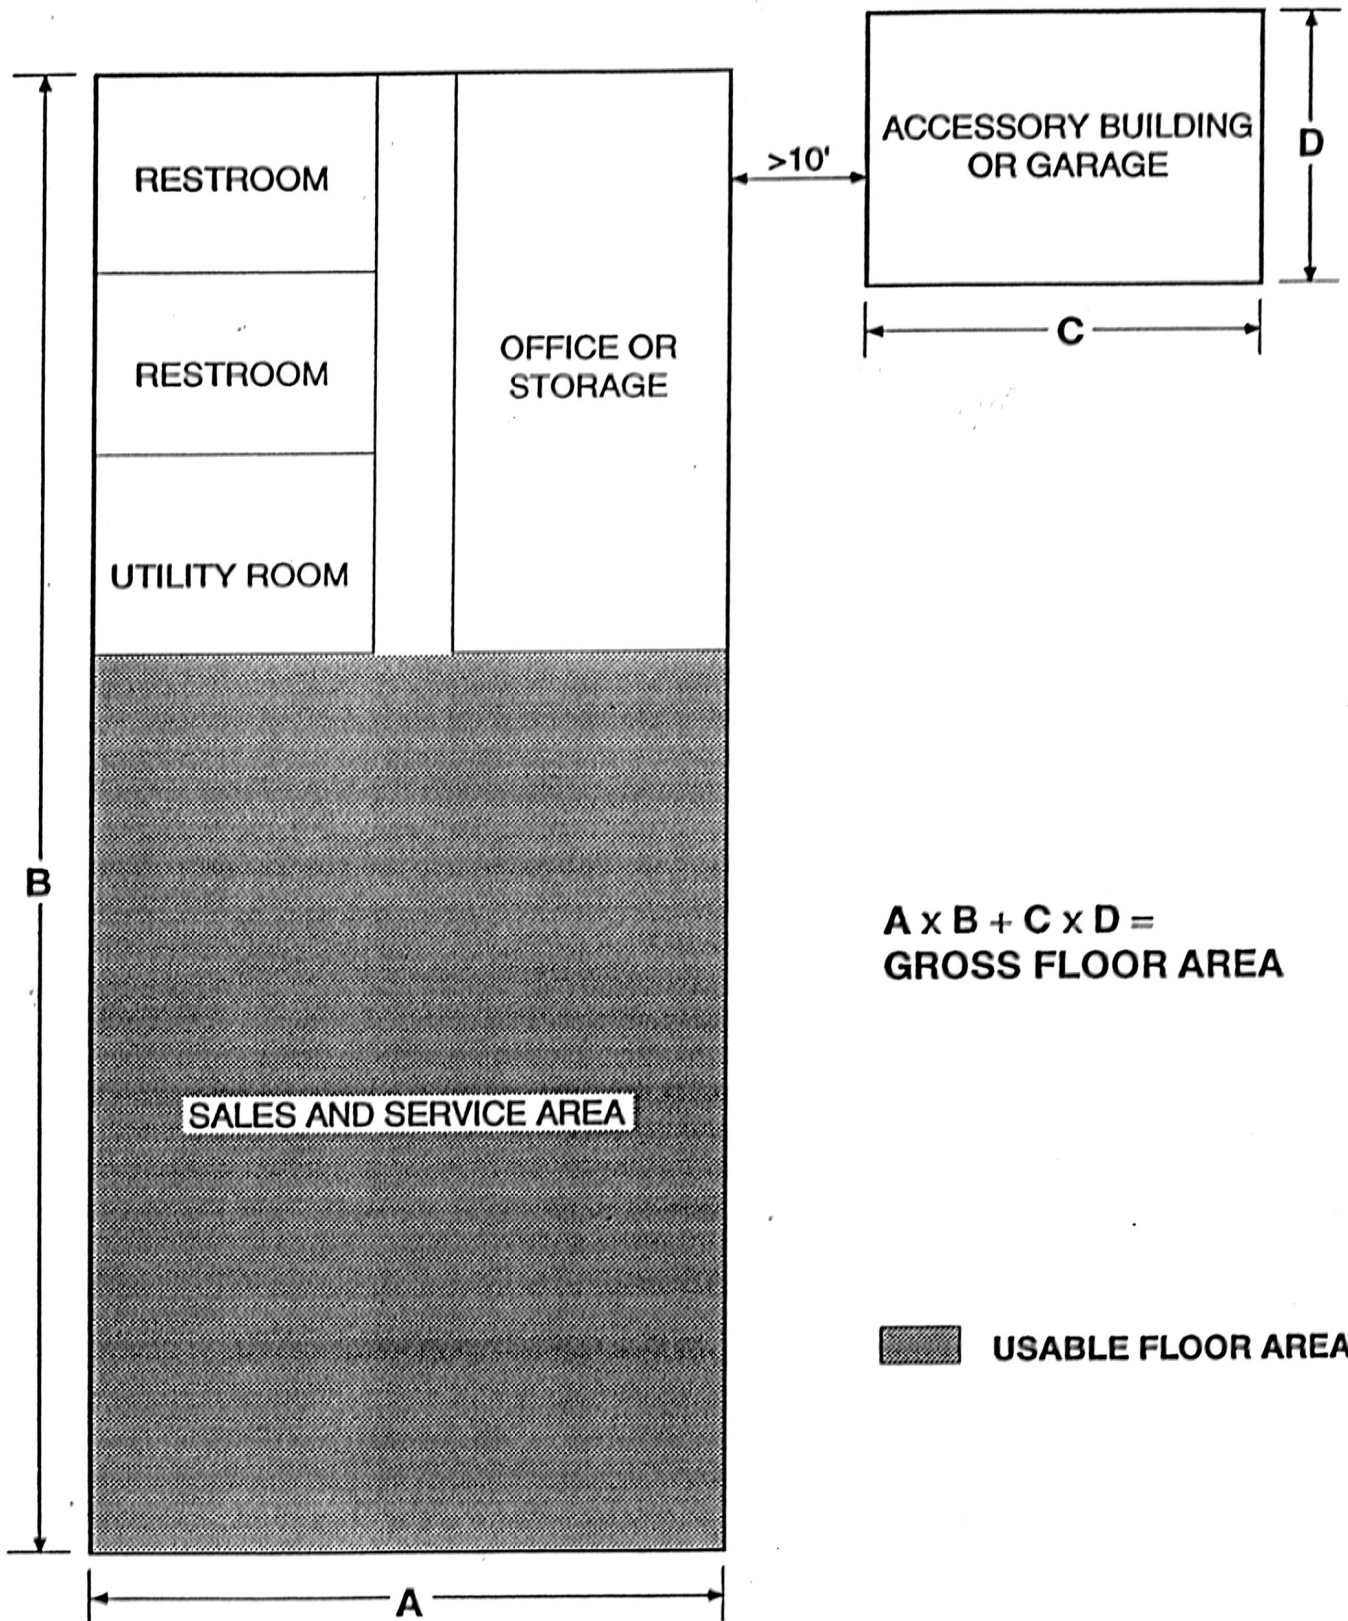 ACCESSORY BUILDING
OR GARAGE
D
>10'
C
RESTROOM
RESTROOM
OFFICE OR
STORAGE
UTILITY ROOM
B
A x B + C x D =
GROSS FLOOR AREA
SALES AND SERVICE AREA
USABLE FLOOR AREA
A